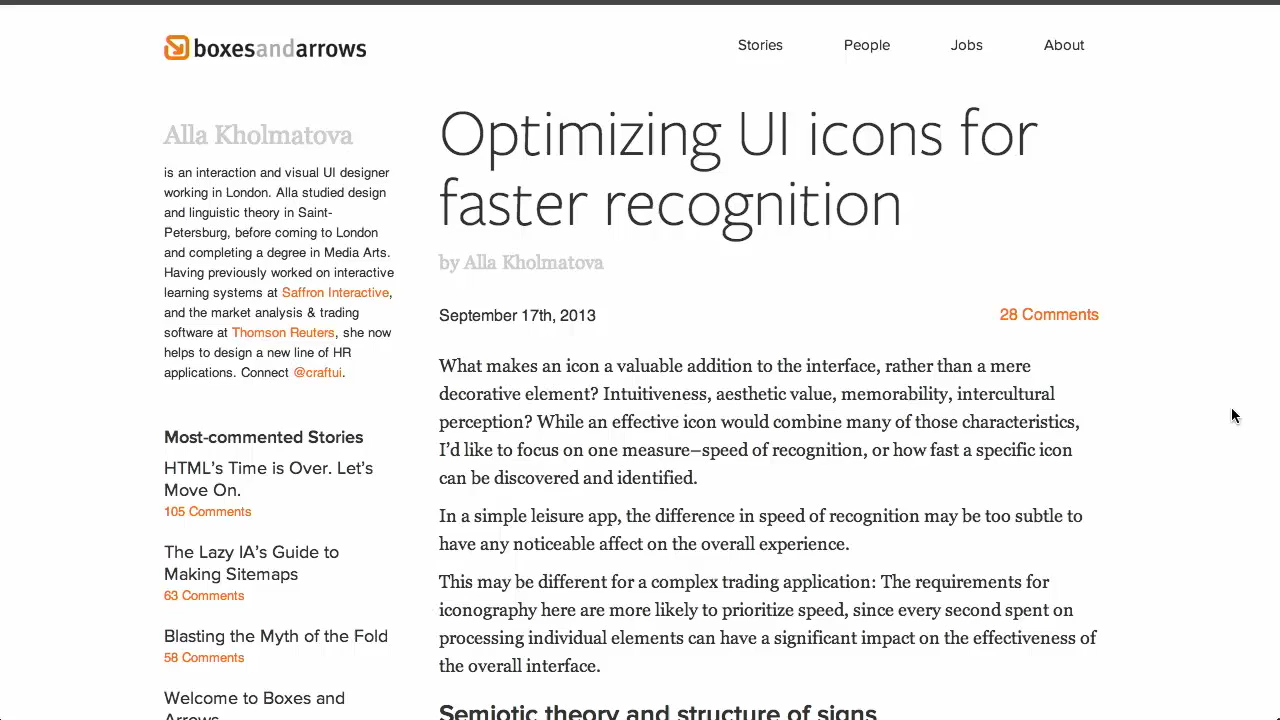 boxesandarrows
Stories People Jobs About
Alla Kholmatova
is an interaction and visual UI designer
working in London. Alla studied design
and linguistic theory in Saint-
Petersburg, before coming to London
and completing a degree in Media Arts.
Having previously worked on interactive
learning systems at Saffron Interactive,
and the market analysis & trading
software at Thomson Reuters, she now
helps to design a new line of HR
applications. Connect @craftui.
Most-commented Stories
HTML's Time is Over. Let's
Move On.
105 Comments
The Lazy IA's Guide to
Making Sitemaps
63 Comments
Blasting the Myth of the Fold
58 Comments
Welcome to Boxes and
Arrows
Optimizing UI icons for
faster recognition
by Alla Kholmatova
September 17th, 2013
28 Comments
What makes an icon a valuable addition to the interface, rather than a mere
decorative element? Intuitiveness, aesthetic value, memorability, intercultural
perception? While an effective icon would combine many of those characteristics,
I'd like to focus on one measure–speed of recognition, or how fast a specific icon
can be discovered and identified.
In a simple leisure app, the difference in speed of recognition may be too subtle to
have any noticeable affect on the overall experience.
This may be different for a complex trading application: The requirements for
iconography here are more likely to prioritize speed, since every second spent on
processing individual elements can have a significant impact on the effectiveness of
the overall interface.
Semiotic theory and structure of signs